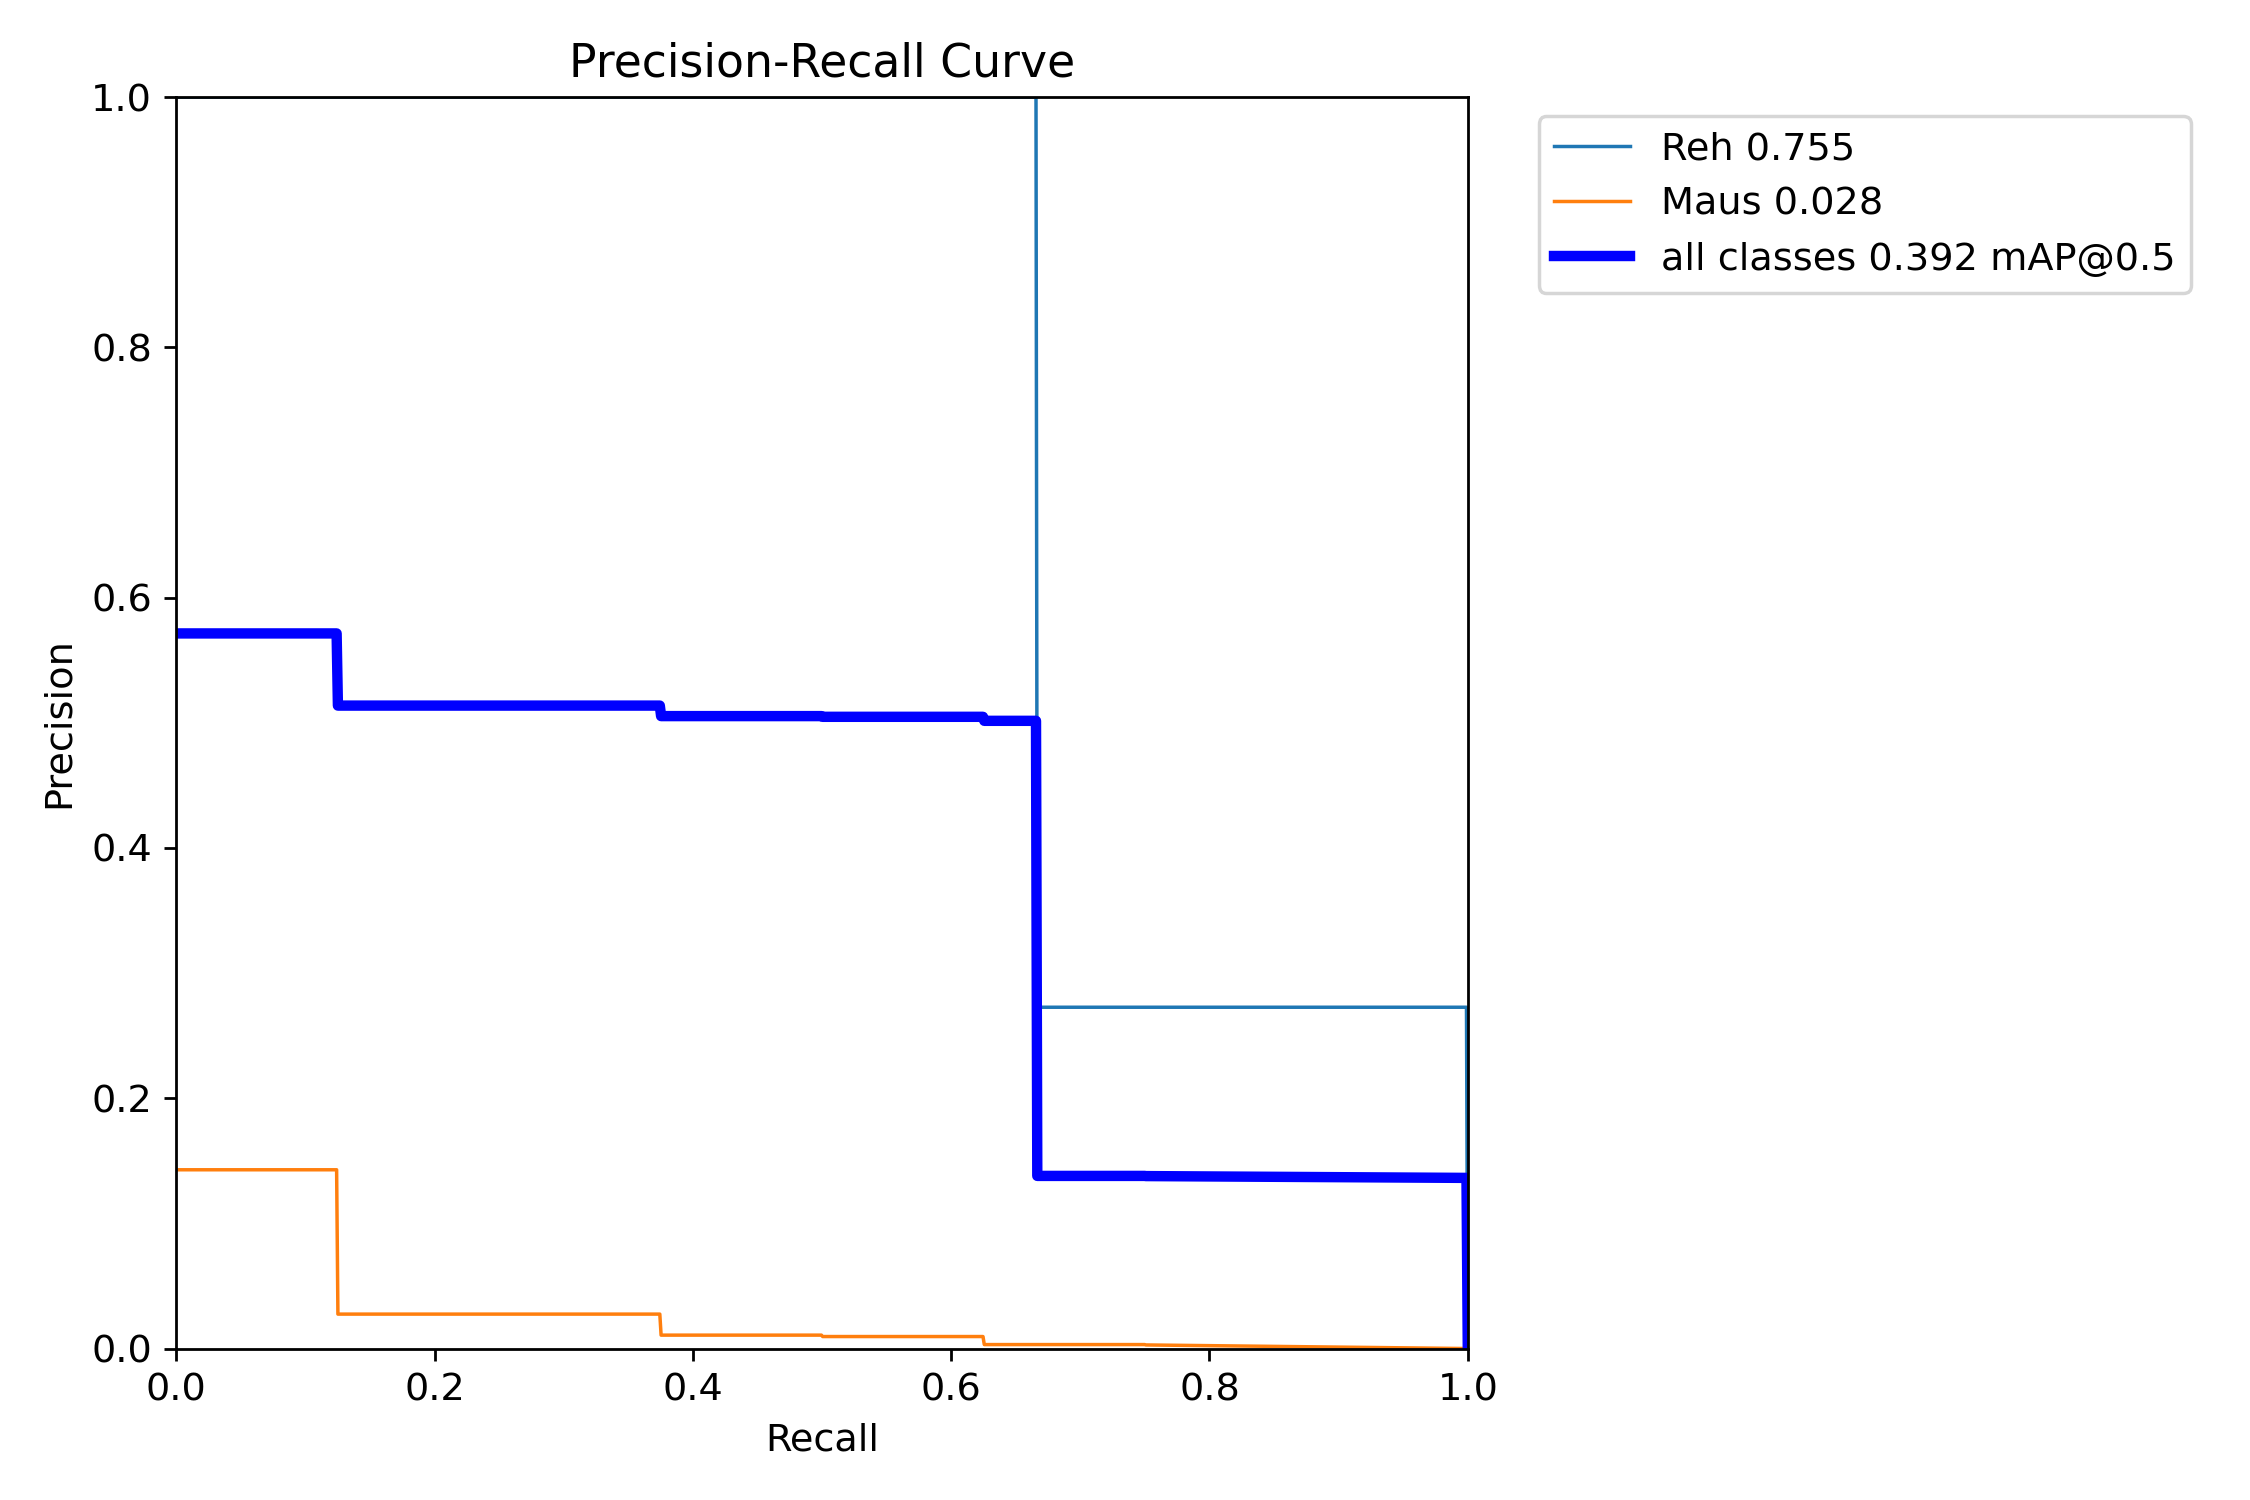 Precision-Recall Curve
Reh 0.755
Maus 0.028
all classes 0.392 mAP@0.5
Precision
1.0
0.8
0.6
0.4
0.2
0.0
0.0 0.2 0.4 0.6 0.8 1.0
Recall